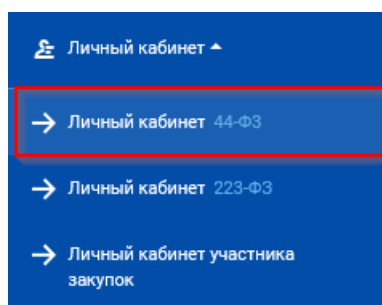 Личный кабинет
Личный кабинет 44-ФЗ
Личный кабинет 223-ФЗ
Личный кабинет участника
закупок